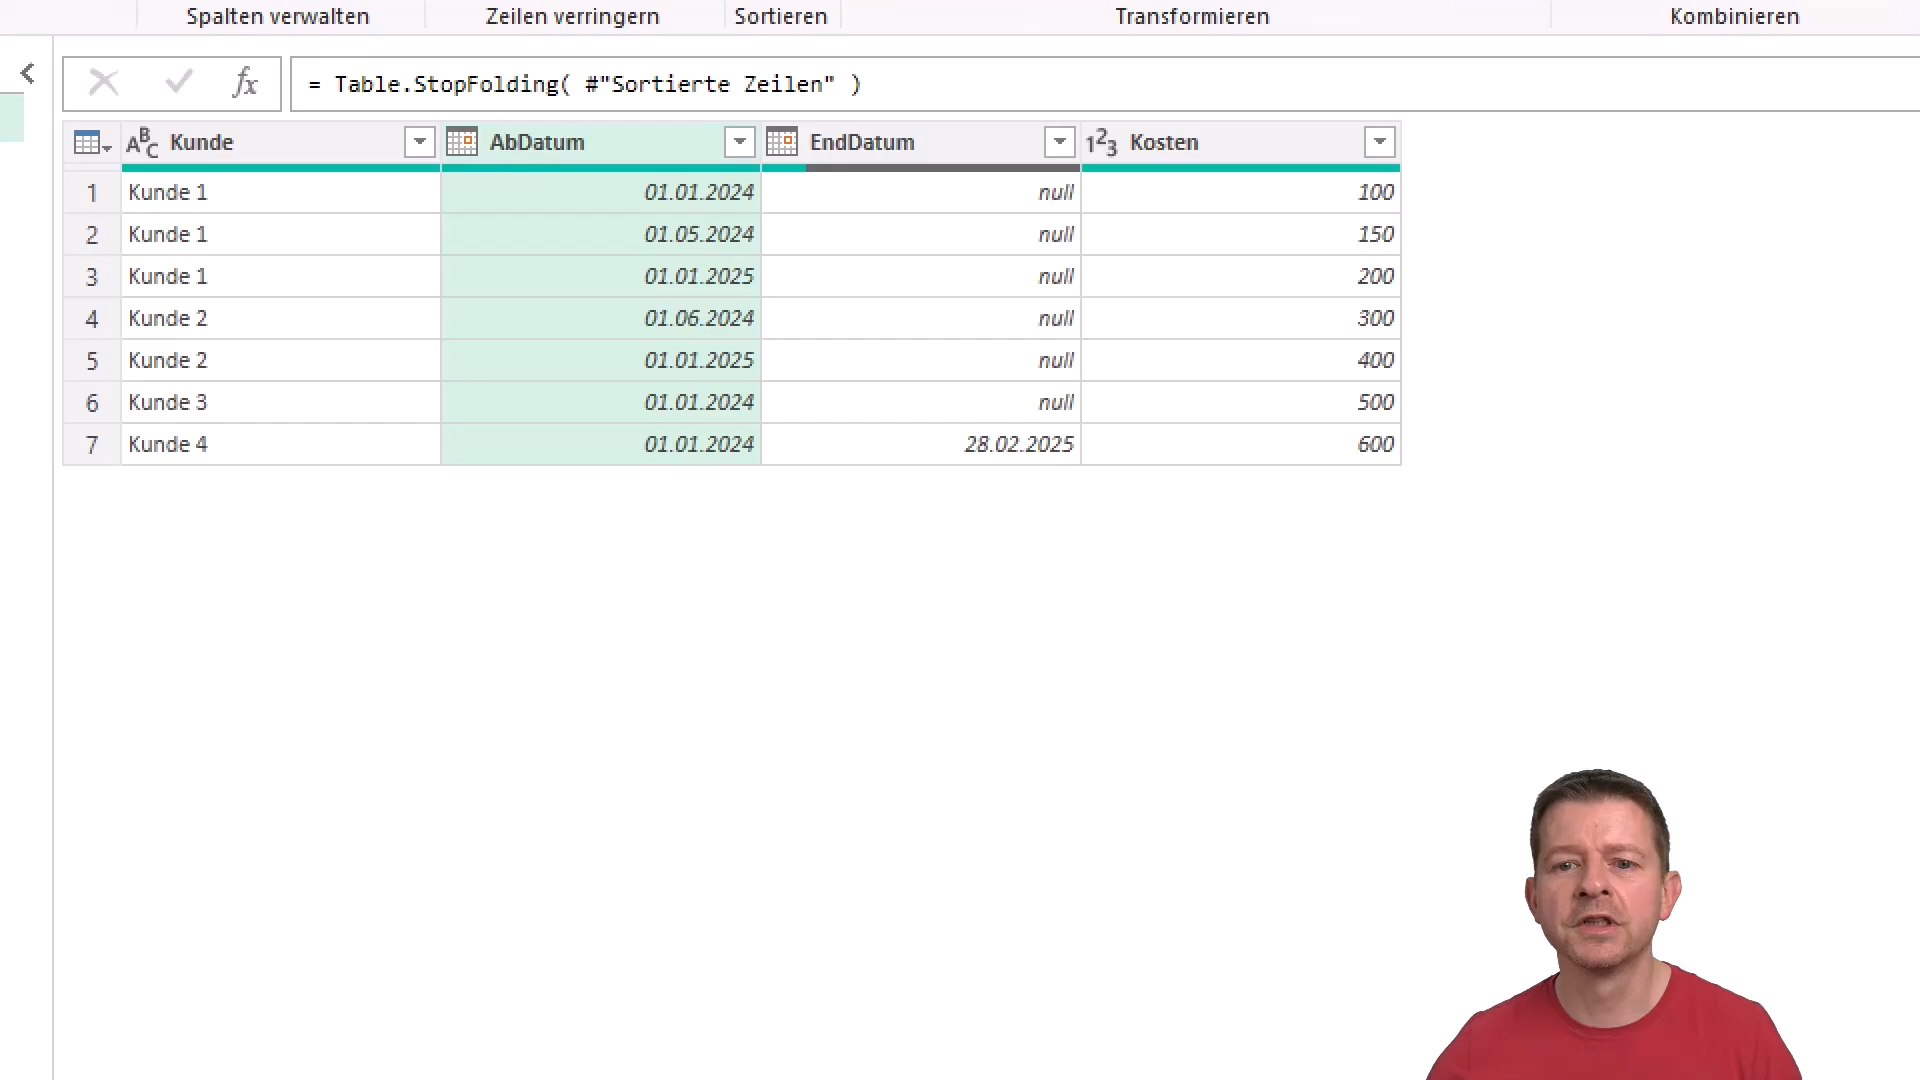 Spalten verwalten Zeilen verringern Sortieren Transformieren Kombinieren
fx = Table.StopFolding( #"Sortierte Zeilen" )
ABC Kunde AbDatum EndDatum 123 Kosten
1 Kunde 1 01.01.2024 null 100
2 Kunde 1 01.05.2024 null 150
3 Kunde 1 01.01.2025 null 200
4 Kunde 2 01.06.2024 null 300
5 Kunde 2 01.01.2025 null 400
6 Kunde 3 01.01.2024 null 500
7 Kunde 4 01.01.2024 28.02.2025 600